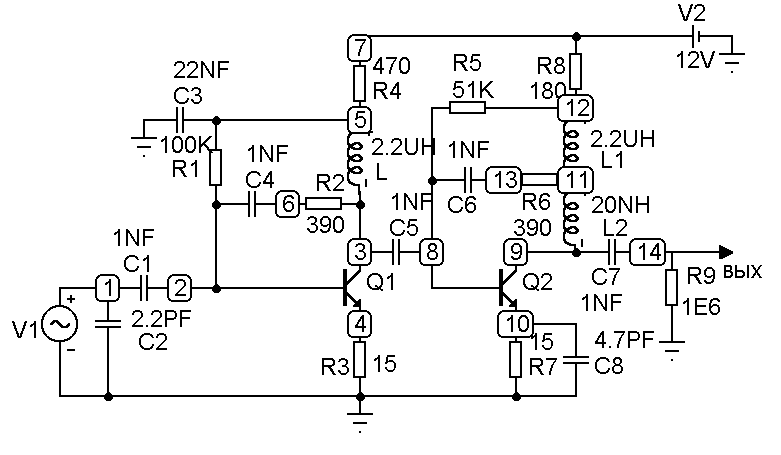 V2
12V
7
470
R4
R5
51K
R8
180
22NF
C3
5
12
100K
R1
2.2UH
L
2.2UH
L1
1NF
C4
6
R2
390
1NF
C6
13
R6
390
11
1NF
C5
20NH
L2
1NF
C1
3
8
9
14
C7
1NF
R9
1E6
вых
1
2
Q1
Q2
V1
+
-
2.2PF
C2
4
10
R3
15
15
R7
4.7PF
C8